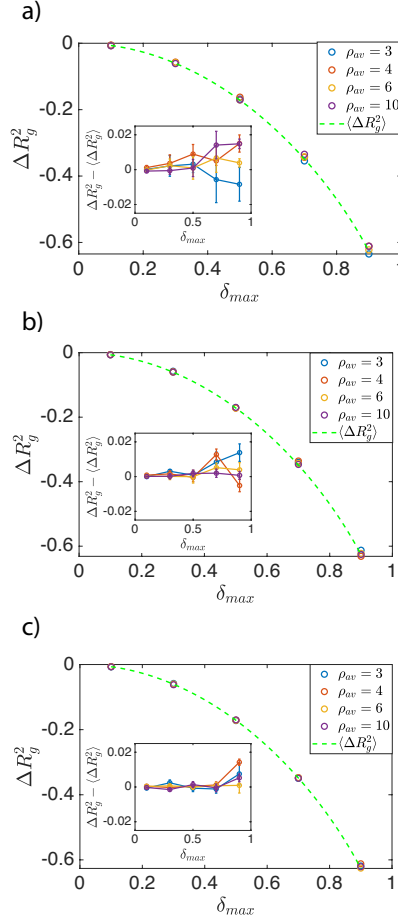 a)
0
-0.2
-0.4
-0.6
ΔR_g^2
0
0.2
0.4
0.6
0.8
1
δ_max
ρ_av = 3
ρ_av = 4
ρ_av = 6
ρ_av = 10
⟨ΔR_g^2⟩
0.02
0
-0.02
ΔR_g^2 − ⟨ΔR_g^2⟩
0
0.5
1
δ_max
b)
0
-0.2
-0.4
-0.6
ΔR_g^2
0
0.2
0.4
0.6
0.8
1
δ_max
ρ_av = 3
ρ_av = 4
ρ_av = 6
ρ_av = 10
⟨ΔR_g^2⟩
0.02
0
-0.02
ΔR_g^2 − ⟨ΔR_g^2⟩
0
0.5
1
δ_max
c)
0
-0.2
-0.4
-0.6
ΔR_g^2
0
0.2
0.4
0.6
0.8
1
δ_max
ρ_av = 3
ρ_av = 4
ρ_av = 6
ρ_av = 10
⟨ΔR_g^2⟩
0.02
0
-0.02
ΔR_g^2 − ⟨ΔR_g^2⟩
0
0.5
1
δ_max